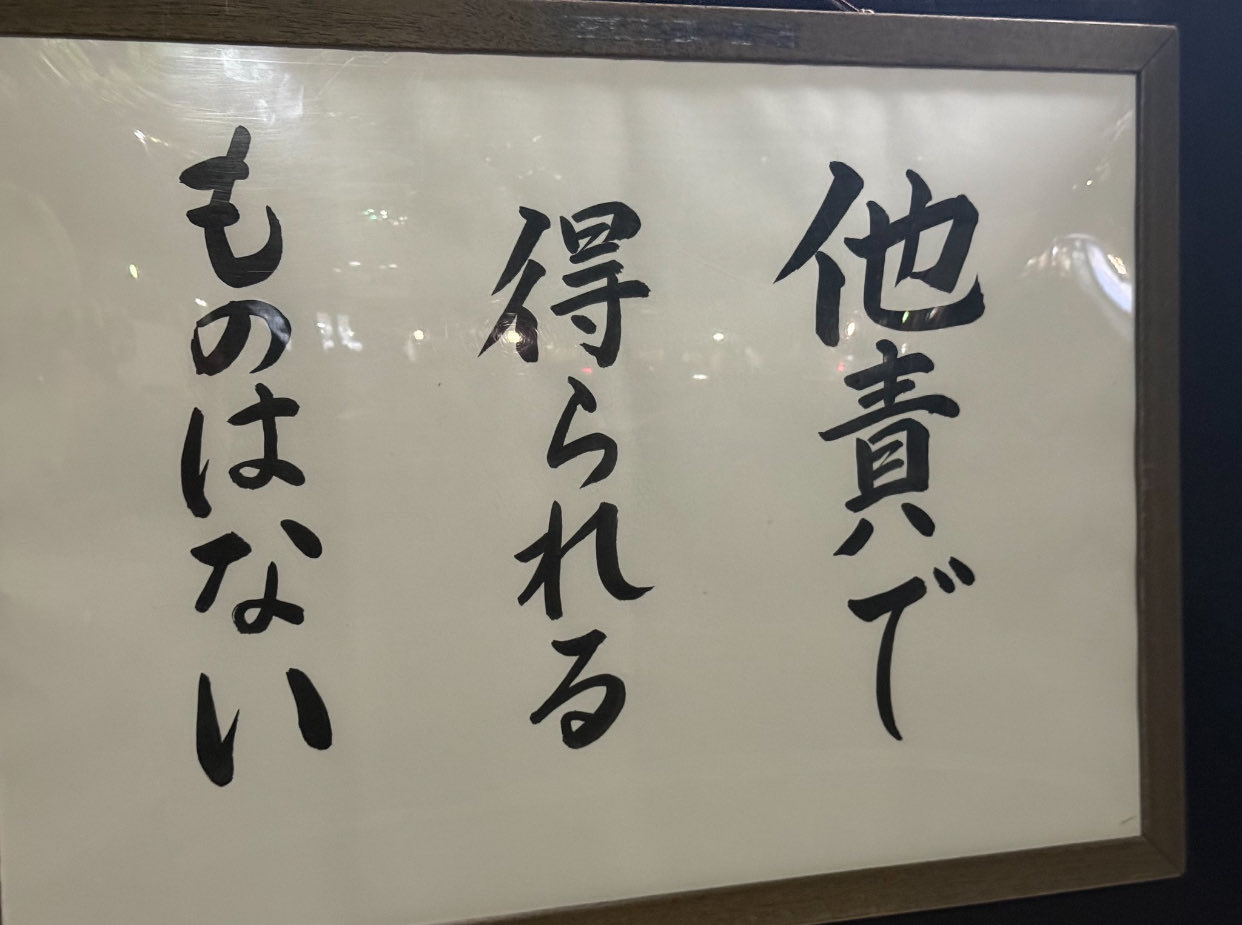 他責で
得られる
ものはない